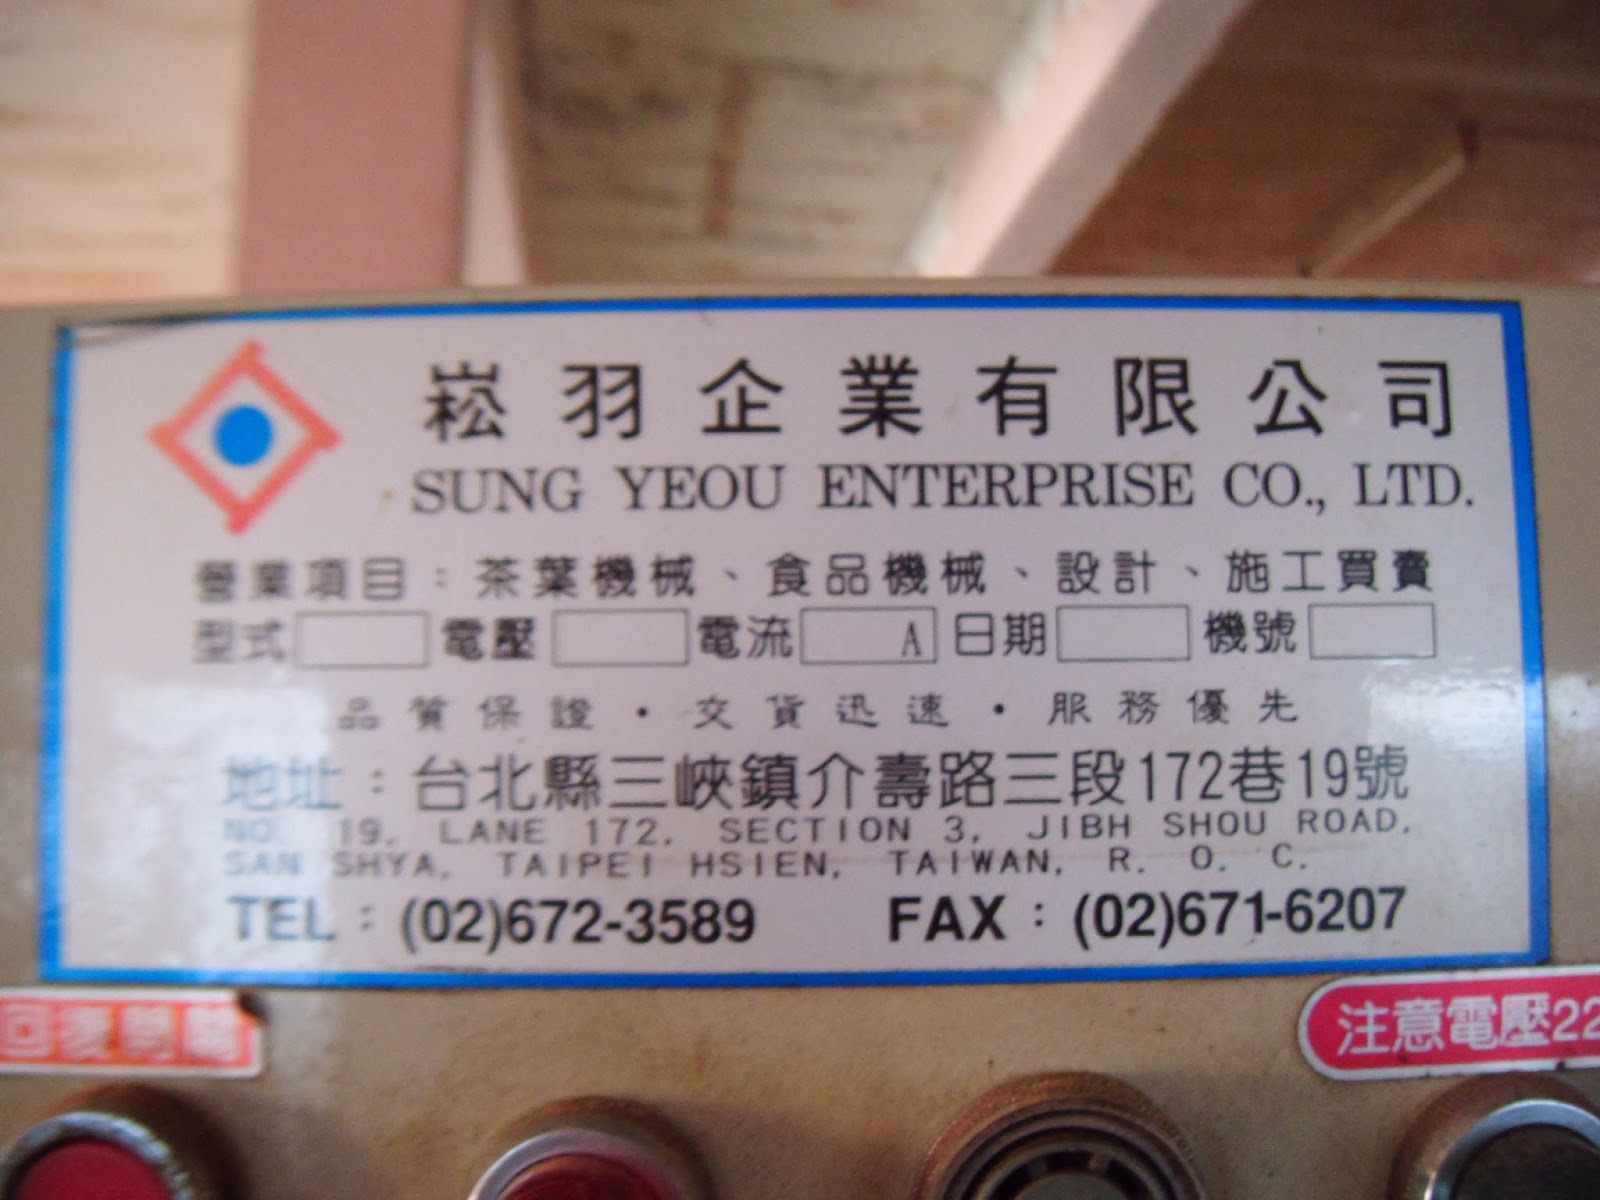 崧羽企業有限公司
SUNG YEOU ENTERPRISE CO., LTD.
營業項目：茶葉機械、食品機械、設計、施工買賣
型式 電壓 電流 A 日期 機號
品質保證・交貨迅速・服務優先
地址：台北縣三峽鎮介壽路三段172巷19號
NO. 19, LANE 172, SECTION 3, JIBH SHOU ROAD,
SAN SHYA, TAIPEI HSIEN, TAIWAN, R. O. C.
TEL：(02)672-3589 FAX：(02)671-6207
回復開關 注意電壓22